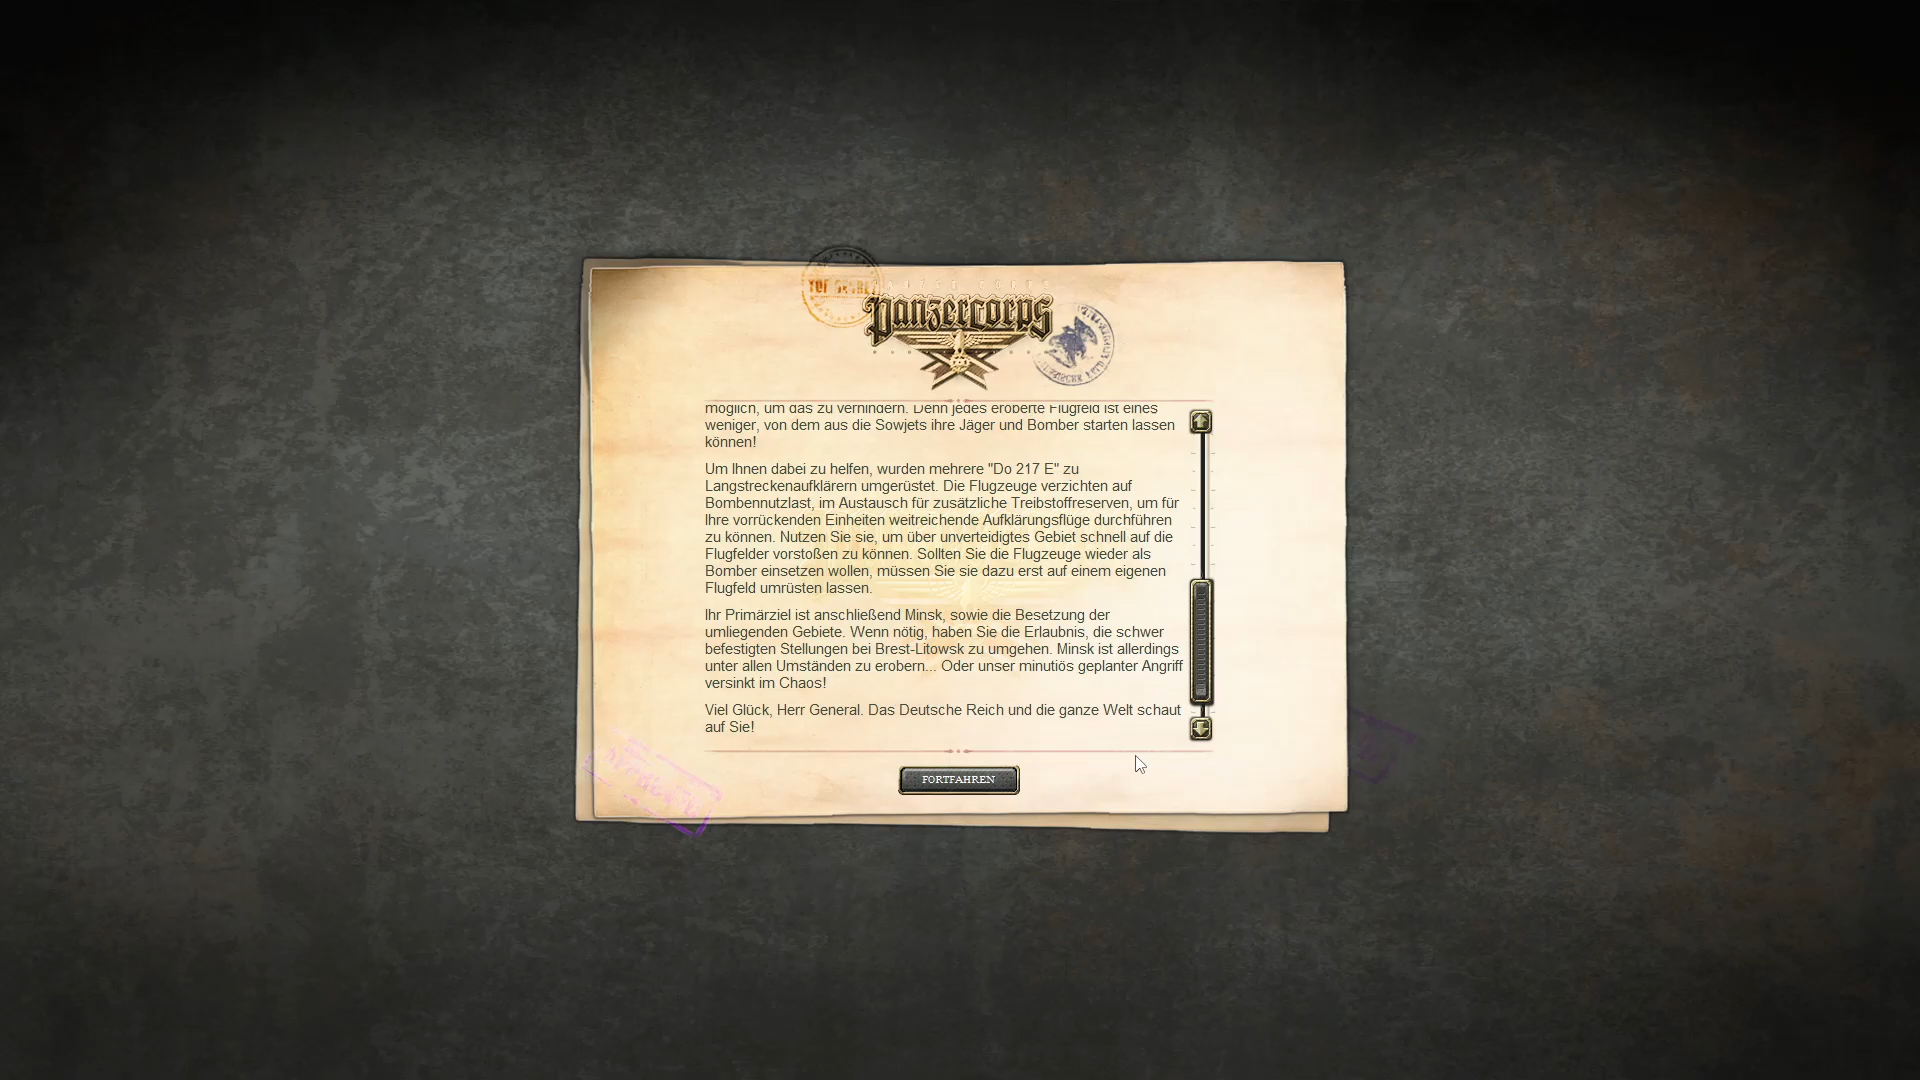 TOP SECRET
PANZER CORPS
Panzercorps
möglich, um das zu verhindern. Denn jedes eroberte Flugfeld ist eines
weniger, von dem aus die Sowjets ihre Jäger und Bomber starten lassen
können!
Um Ihnen dabei zu helfen, wurden mehrere "Do 217 E" zu
Langstreckenaufklärern umgerüstet. Die Flugzeuge verzichten auf
Bombennutzlast, im Austausch für zusätzliche Treibstoffreserven, um für
Ihre vorrückenden Einheiten weitreichende Aufklärungsflüge durchführen
zu können. Nutzen Sie sie, um über unverteidigtes Gebiet schnell auf die
Flugfelder vorstoßen zu können. Sollten Sie die Flugzeuge wieder als
Bomber einsetzen wollen, müssen Sie sie dazu erst auf einem eigenen
Flugfeld umrüsten lassen.
Ihr Primärziel ist anschließend Minsk, sowie die Besetzung der
umliegenden Gebiete. Wenn nötig, haben Sie die Erlaubnis, die schwer
befestigten Stellungen bei Brest-Litowsk zu umgehen. Minsk ist allerdings
unter allen Umständen zu erobern... Oder unser minutiös geplanter Angriff
versinkt im Chaos!
Viel Glück, Herr General. Das Deutsche Reich und die ganze Welt schaut
auf Sie!
FORTFAHREN